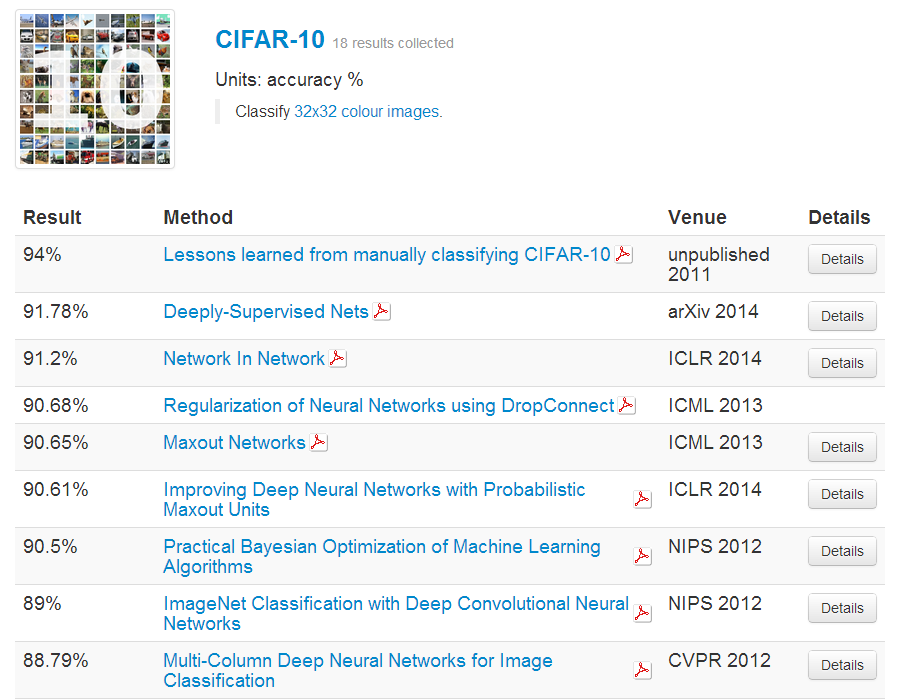 10
CIFAR-10 18 results collected
Units: accuracy %
Classify 32x32 colour images.
Result Method Venue Details
94% Lessons learned from manually classifying CIFAR-10 unpublished 2011 Details
91.78% Deeply-Supervised Nets arXiv 2014 Details
91.2% Network In Network ICLR 2014 Details
90.68% Regularization of Neural Networks using DropConnect ICML 2013
90.65% Maxout Networks ICML 2013 Details
90.61% Improving Deep Neural Networks with Probabilistic ICLR 2014 Details
Maxout Units
90.5% Practical Bayesian Optimization of Machine Learning NIPS 2012 Details
Algorithms
89% ImageNet Classification with Deep Convolutional Neural NIPS 2012 Details
Networks
88.79% Multi-Column Deep Neural Networks for Image CVPR 2012 Details
Classification